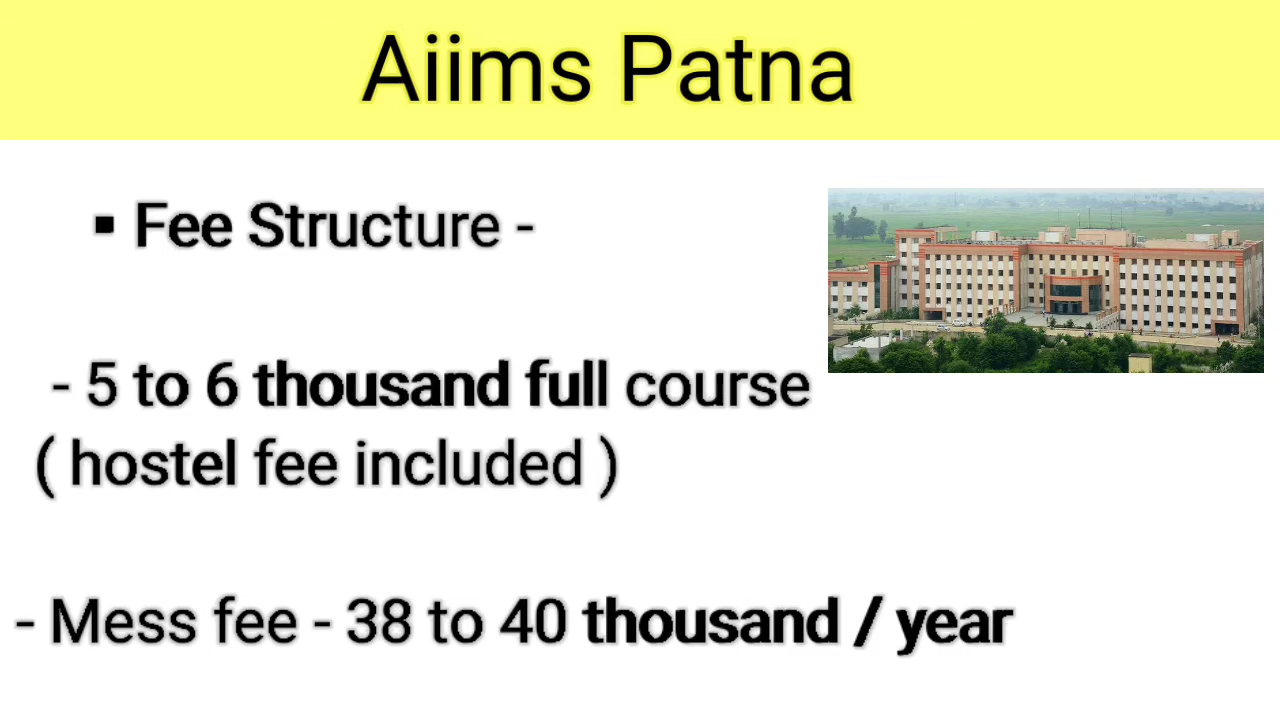 Aiims Patna
▪ Fee Structure -
- 5 to 6 thousand full course
( hostel fee included )
- Mess fee - 38 to 40 thousand / year